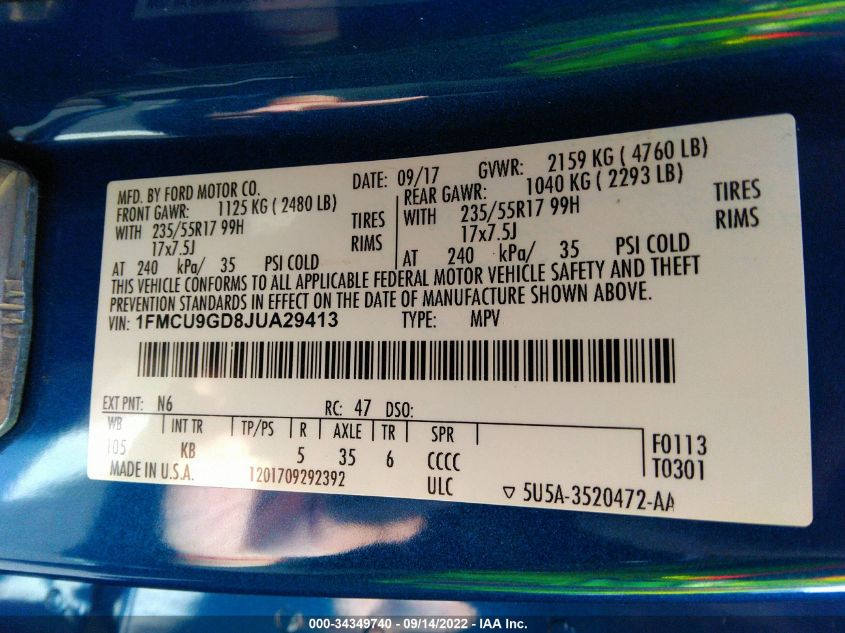 MFD. BY FORD MOTOR CO. DATE: 09/17 GVWR: 2159 KG ( 4760 LB)
FRONT GAWR: 1125 KG ( 2480 LB) REAR GAWR: 1040 KG ( 2293 LB)
WITH 235/55R17 99H TIRES WITH 235/55R17 99H TIRES
17x7.5J RIMS 17x7.5J RIMS
AT 240 kPa/ 35 PSI COLD AT 240 kPa/ 35 PSI COLD
THIS VEHICLE CONFORMS TO ALL APPLICABLE FEDERAL MOTOR VEHICLE SAFETY AND THEFT
PREVENTION STANDARDS IN EFFECT ON THE DATE OF MANUFACTURE SHOWN ABOVE.
VIN: 1FMCU9GD8JUA29413 TYPE: MPV
EXT PNT: N6 RC: 47 DSO:
WB INT TR TP/PS R AXLE TR SPR F0113
105 KB 5 35 6 CCCC T0301
MADE IN U.S.A. 1201709292392 ULC ▽ 5U5A-3520472-AA
000-34349740 - 09/14/2022 - IAA Inc.